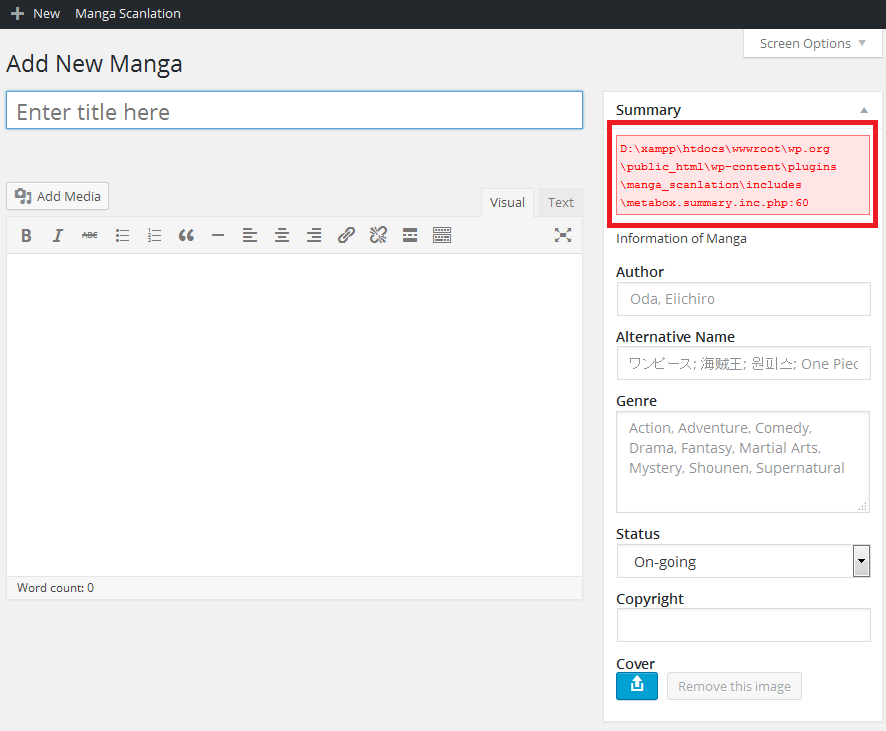 New Manga Scanlation
Screen Options
Add New Manga
Enter title here
Add Media
Visual Text
B I ABC
Word count: 0
Summary
D:\xampp\htdocs\wwwroot\wp.org
\public_html\wp-content\plugins
\manga_scanlation\includes
\metabox.summary.inc.php:60
Information of Manga
Author
Oda, Eiichiro
Alternative Name
ワンピース; 海賊王; 원피스; One Piec
Genre
Action, Adventure, Comedy,
Drama, Fantasy, Martial Arts,
Mystery, Shounen, Supernatural
Status
On-going
Copyright
Cover
Remove this image